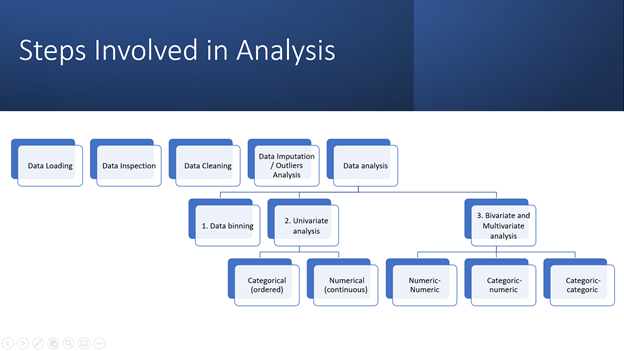 Steps Involved in Analysis
Data Loading
Data Inspection
Data Cleaning
Data Imputation
/ Outliers
Analysis
Data analysis
1. Data binning
2. Univariate
analysis
3. Bivariate and
Multivariate
analysis
Categorical
(ordered)
Numerical
(continuous)
Numeric-
Numeric
Categoric-
numeric
Categoric-
categoric